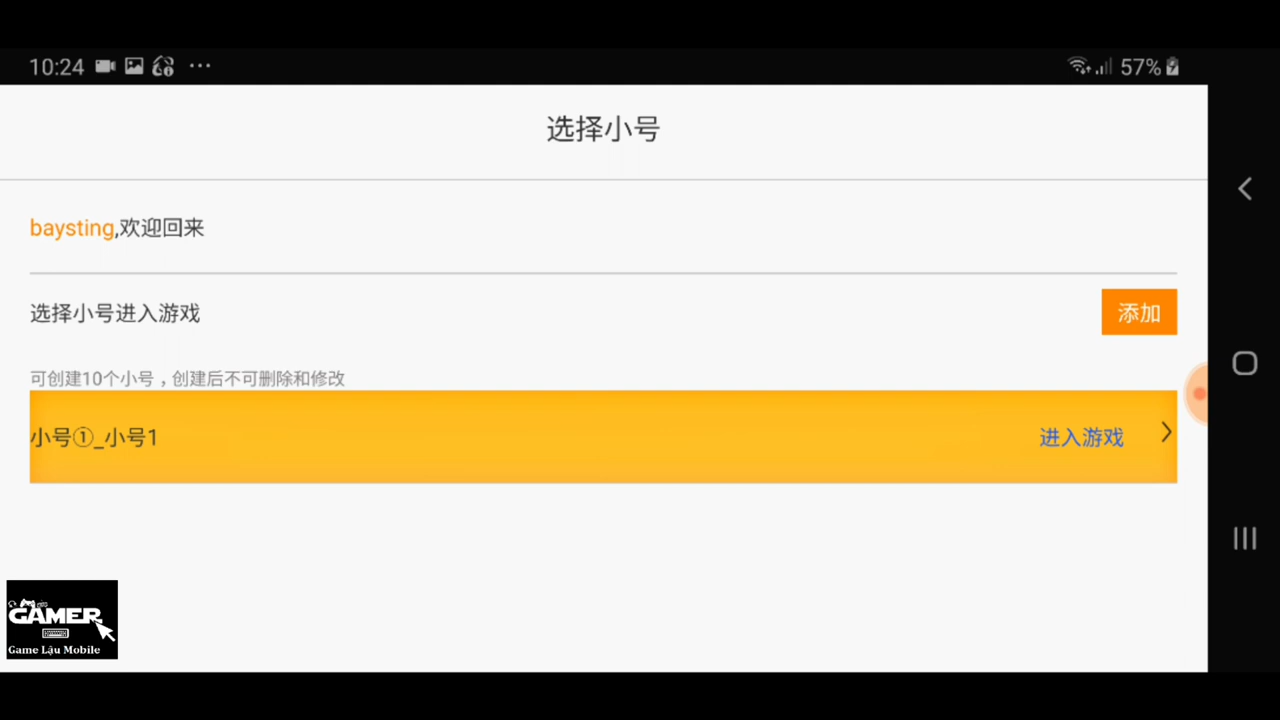 10:24
57%
选择小号
baysting,欢迎回来
选择小号进入游戏
添加
可创建10个小号，创建后不可删除和修改
小号①_小号1
进入游戏
GAMER
Game Lậu Mobile